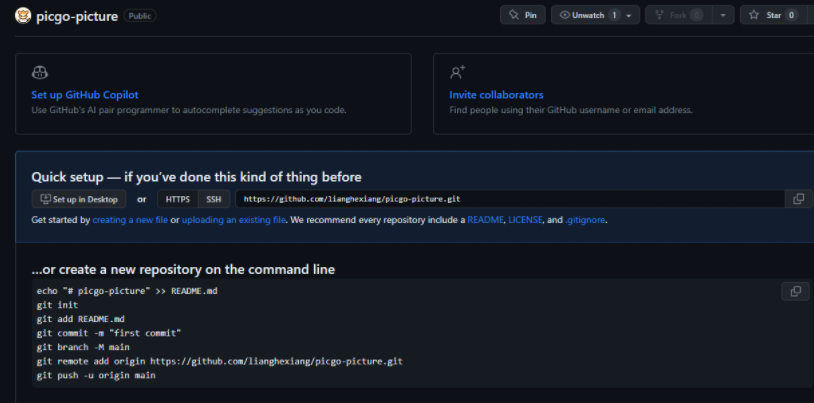 picgo-picture Public
Pin Unwatch 1 Fork 0 Star 0
Set up GitHub Copilot
Use GitHub's AI pair programmer to autocomplete suggestions as you code.
Invite collaborators
Find people using their GitHub username or email address.
Quick setup — if you've done this kind of thing before
Set up in Desktop or HTTPS SSH https://github.com/lianghexiang/picgo-picture.git
Get started by creating a new file or uploading an existing file. We recommend every repository include a README, LICENSE, and .gitignore.
...or create a new repository on the command line
echo "# picgo-picture" >> README.md
git init
git add README.md
git commit -m "first commit"
git branch -M main
git remote add origin https://github.com/lianghexiang/picgo-picture.git
git push -u origin main